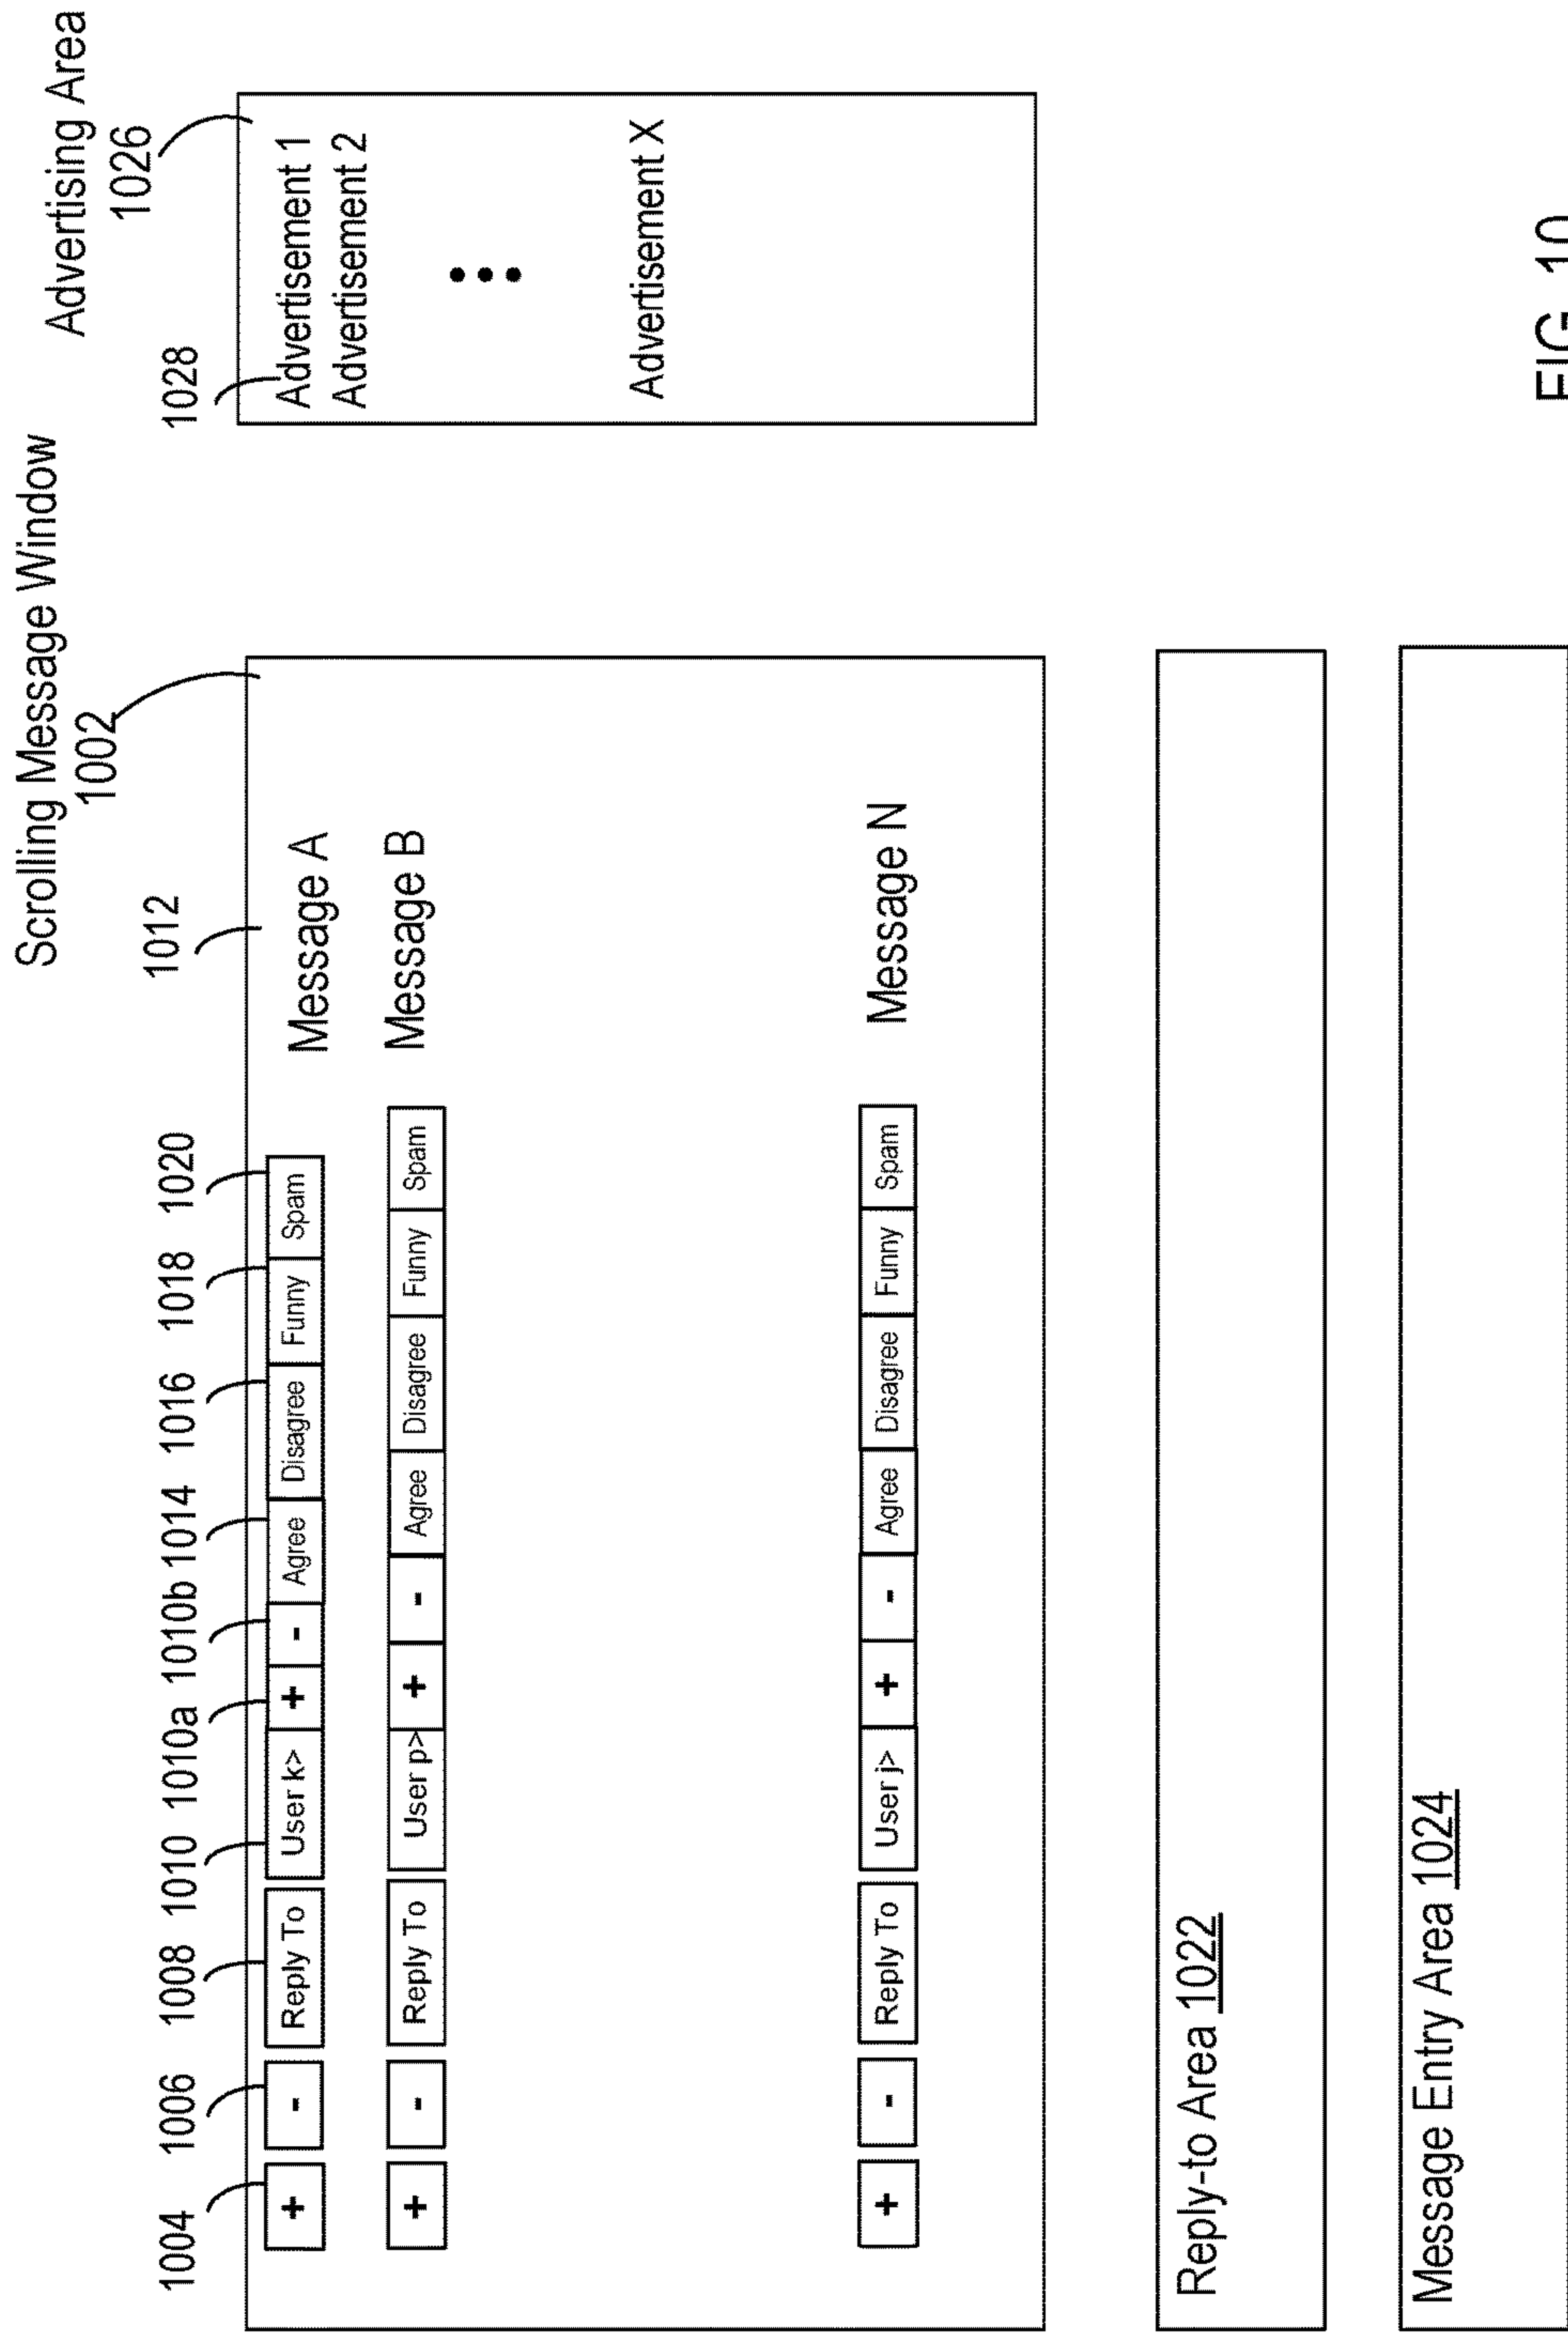 Scrolling Message Window
1002
Advertising Area
1026
1004 1006 1008 1010 1010a 1010b 1014 1016 1018 1020 1012
1028
+ - Reply To User k> + - Agree Disagree Funny Spam Message A
+ - Reply To User p> + - Agree Disagree Funny Spam Message B
+ - Reply To User j> + - Agree Disagree Funny Spam Message N
Advertisement 1
Advertisement 2
Advertisement X
Reply-to Area 1022
Message Entry Area 1024
FIG. 10